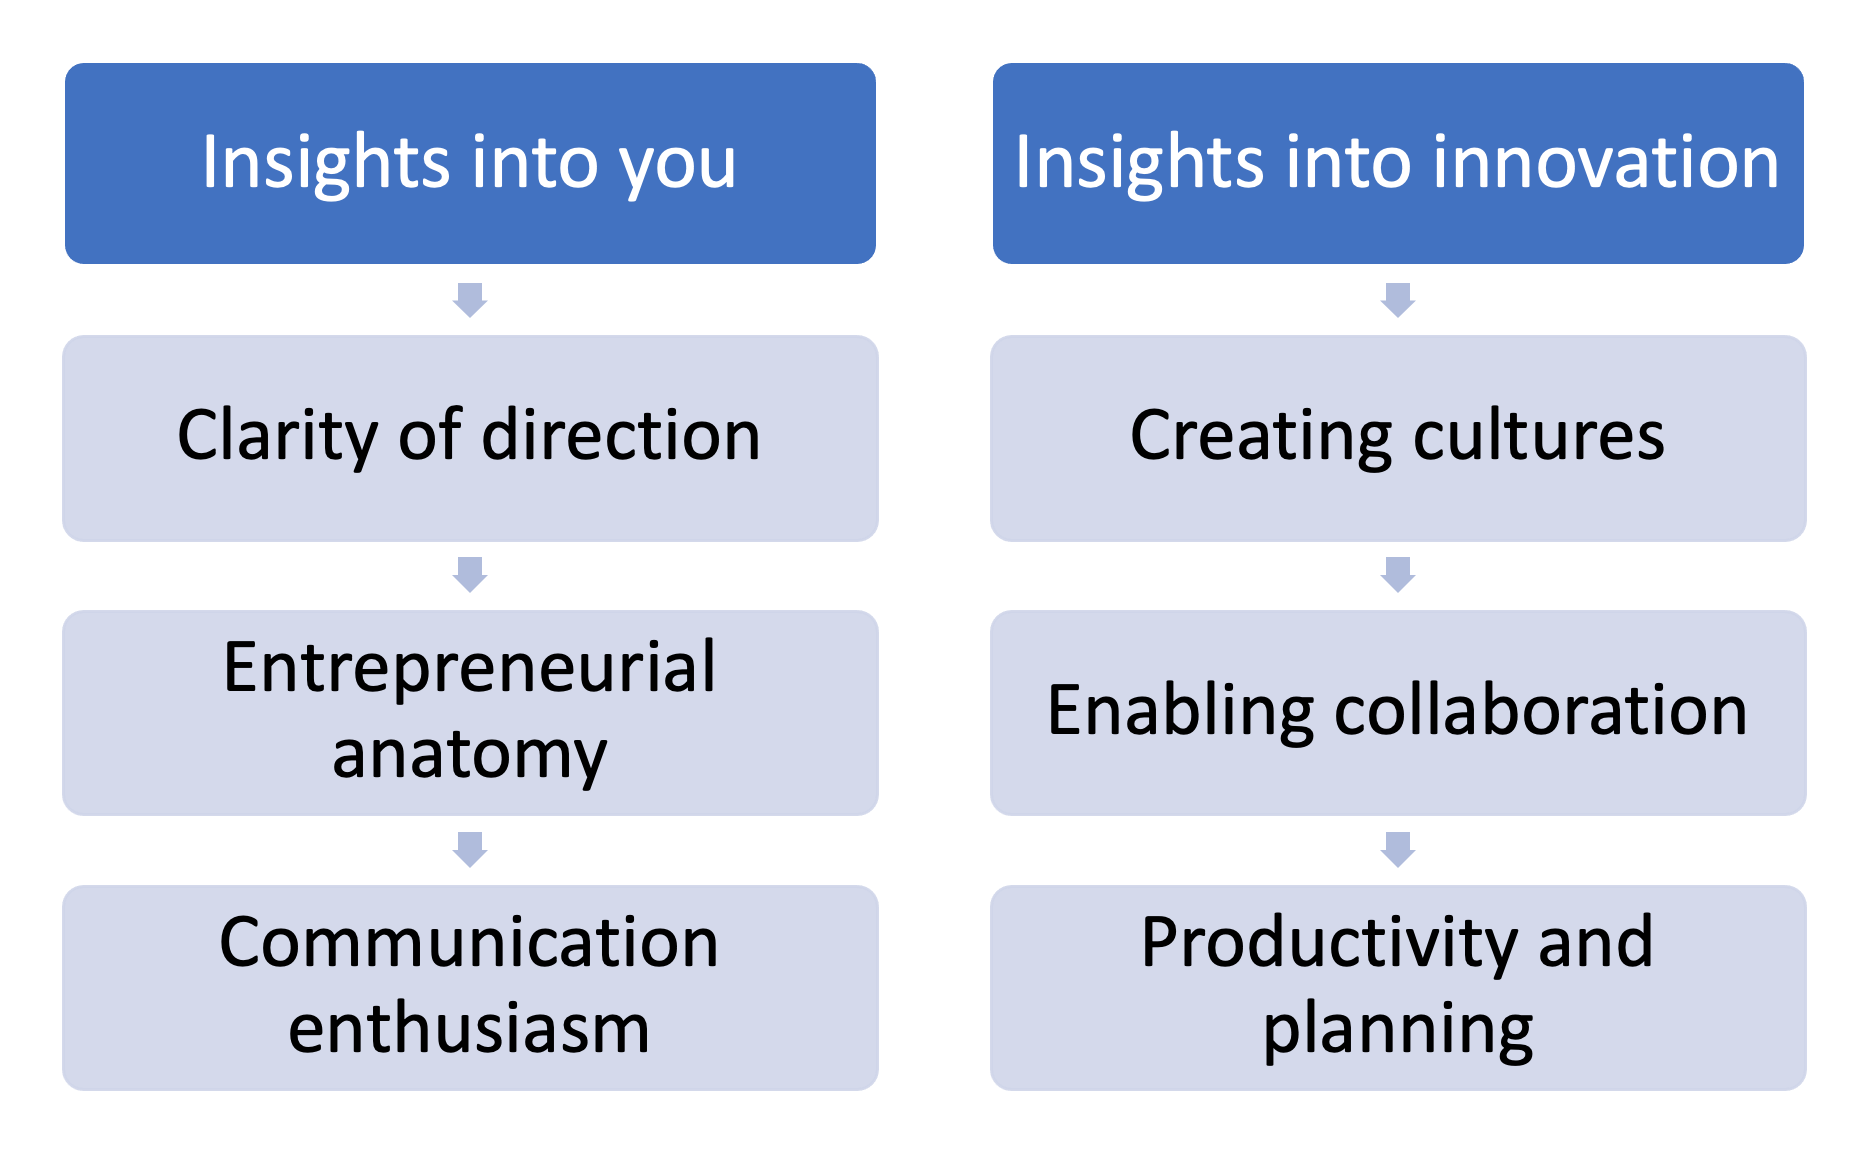 Insights into you
Clarity of direction
Entrepreneurial
anatomy
Communication
enthusiasm
Insights into innovation
Creating cultures
Enabling collaboration
Productivity and
planning